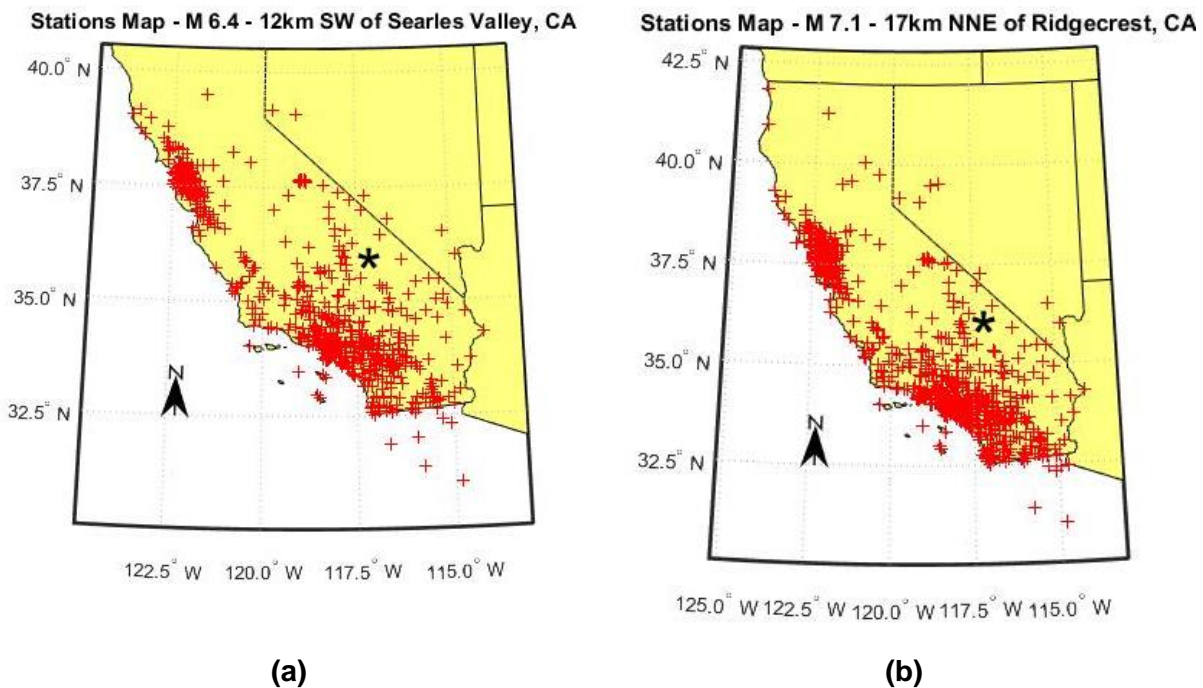 Stations Map - M 6.4 - 12km SW of Searles Valley, CA
40.0° N
37.5° N
35.0° N
32.5° N
N
122.5° W 120.0° W 117.5° W 115.0° W
(a)
Stations Map - M 7.1 - 17km NNE of Ridgecrest, CA
42.5° N
40.0° N
37.5° N
35.0° N
32.5° N
N
125.0° W 122.5° W 120.0° W 117.5° W 115.0° W
(b)